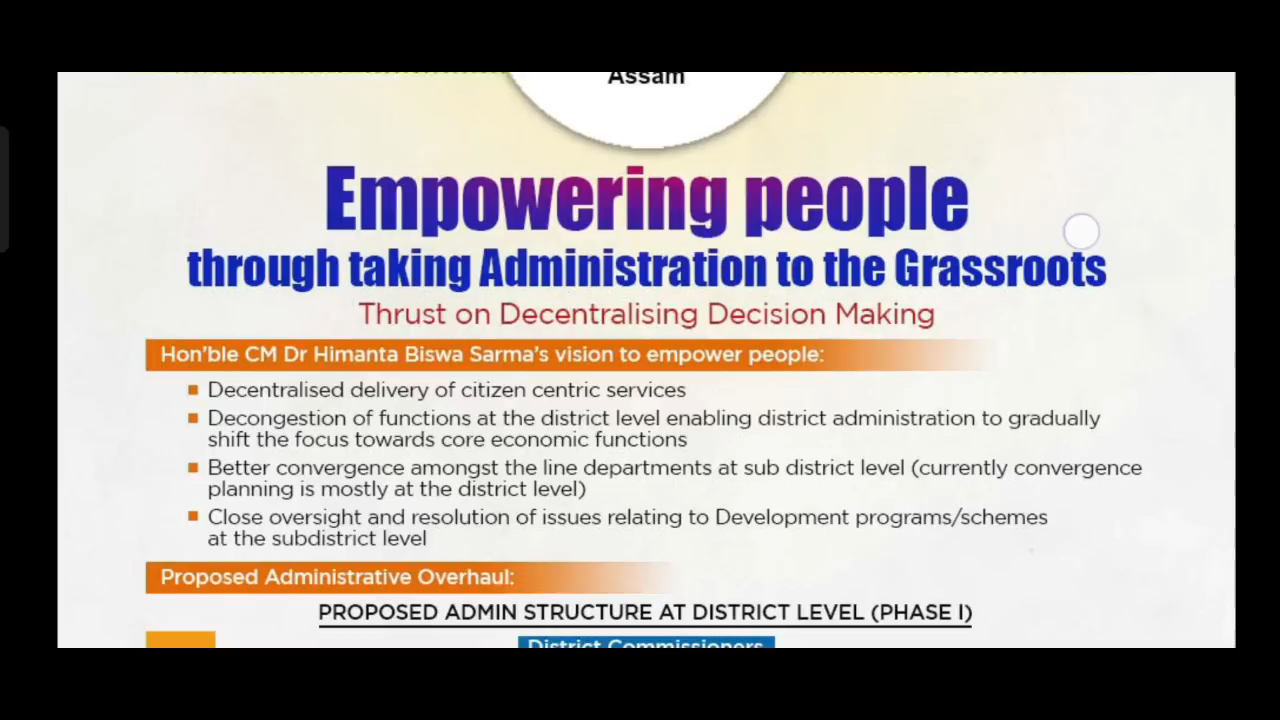 Assam
Empowering people
through taking Administration to the Grassroots
Thrust on Decentralising Decision Making
Hon'ble CM Dr Himanta Biswa Sarma's vision to empower people:
Decentralised delivery of citizen centric services
Decongestion of functions at the district level enabling district administration to gradually
shift the focus towards core economic functions
Better convergence amongst the line departments at sub district level (currently convergence
planning is mostly at the district level)
Close oversight and resolution of issues relating to Development programs/schemes
at the subdistrict level
Proposed Administrative Overhaul:
PROPOSED ADMIN STRUCTURE AT DISTRICT LEVEL (PHASE I)
District Commissioners